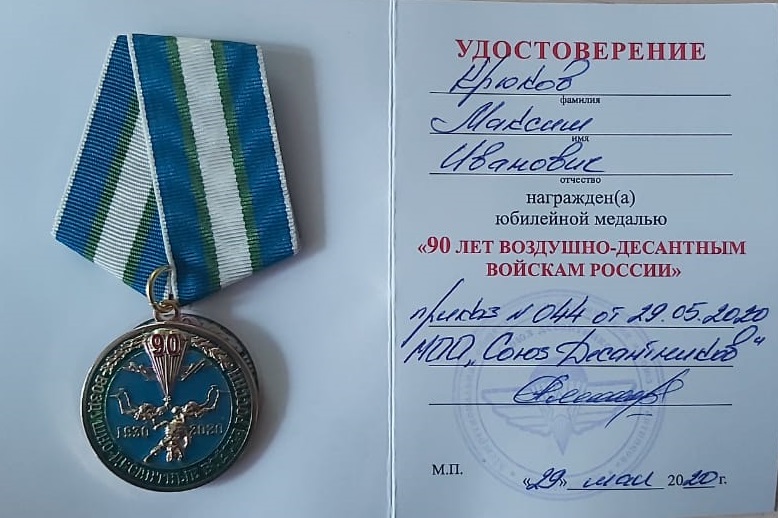 90
1930 2020
УДОСТОВЕРЕНИЕ
Крюков
фамилия
Максим
имя
Иванович
отчество
награжден(а)
юбилейной медалью
«90 ЛЕТ ВОЗДУШНО-ДЕСАНТНЫМ
ВОЙСКАМ РОССИИ»
приказ N 044 от 29.05.2020
МОО „Союз Десантников"
М.П.
«29» мая 2020 г.